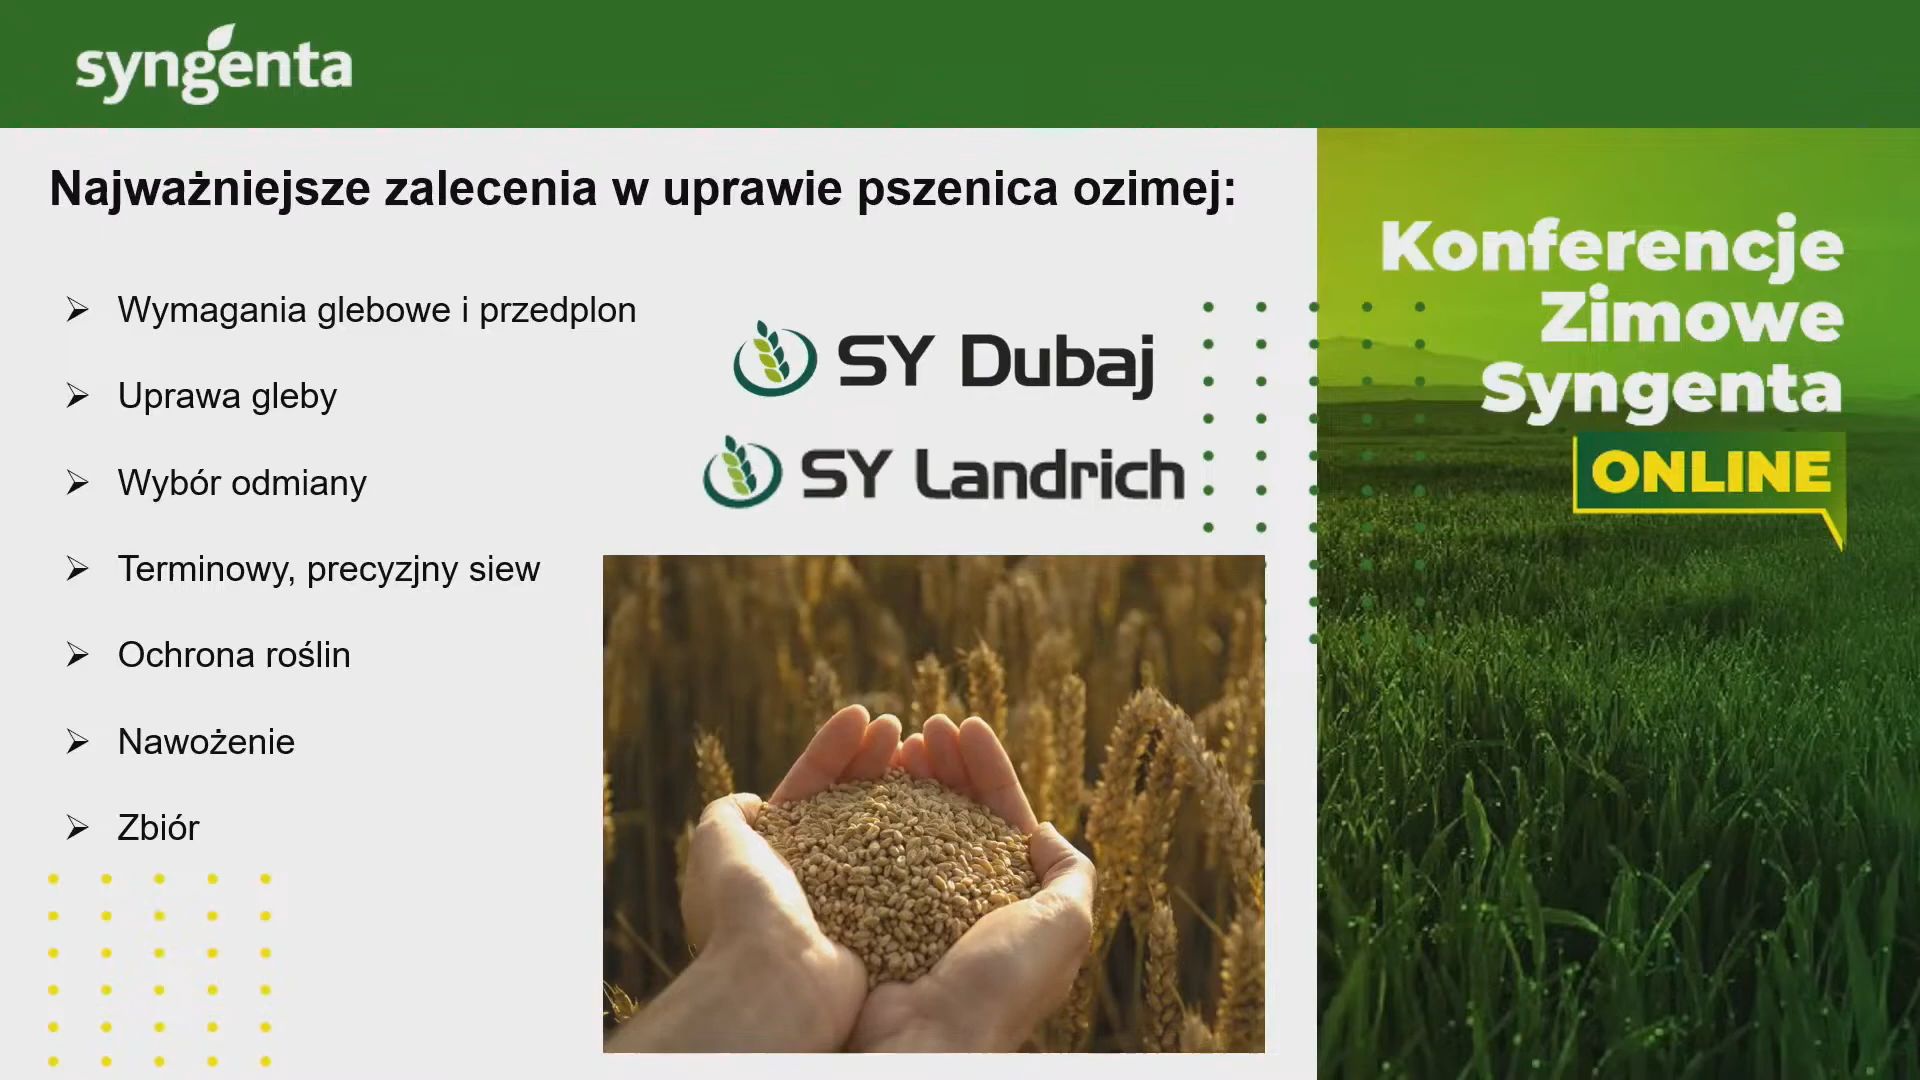 syngenta
Najważniejsze zalecenia w uprawie pszenica ozimej:
Wymagania glebowe i przedplon
Uprawa gleby
Wybór odmiany
Terminowy, precyzjny siew
Ochrona roślin
Nawożenie
Zbiór
SY Dubaj
SY Landrich
Konferencje
Zimowe
Syngenta
ONLINE